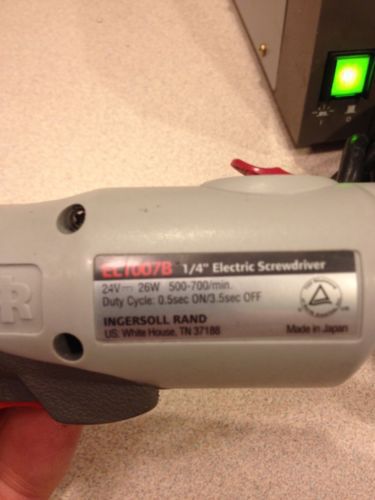 EL1007B 1/4" Electric Screwdriver
24V⎓ 26W 500-700/min.
Duty Cycle: 0.5sec ON/3.5sec OFF
INGERSOLL RAND
US. White House, TN 37188
Made in Japan
R
I O